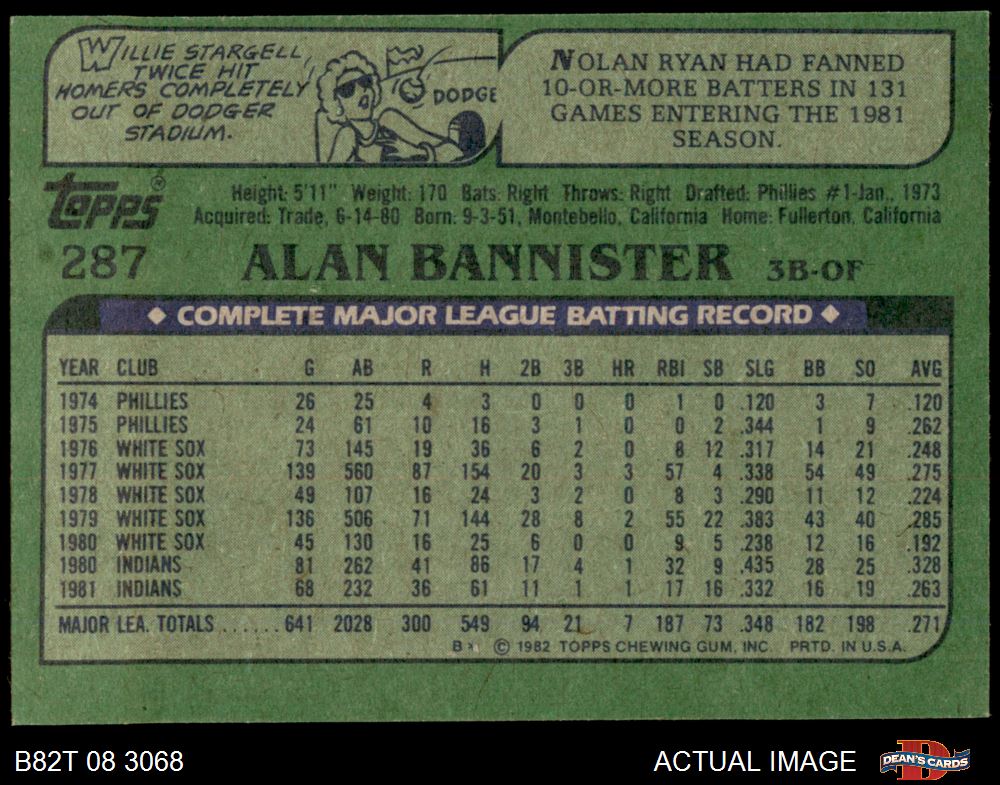 WILLIE STARGELL
TWICE HIT
HOMERS COMPLETELY
OUT OF DODGER
STADIUM.
DODGE
NOLAN RYAN HAD FANNED
10-OR-MORE BATTERS IN 131
GAMES ENTERING THE 1981
SEASON.
TOPPS®
287
Height: 5'11" Weight: 170 Bats: Right Throws: Right Drafted: Phillies #1-Jan., 1973
Acquired: Trade, 6-14-80 Born: 9-3-51, Montebello, California Home: Fullerton, California
ALAN BANNISTER 3B-OF
◆ COMPLETE MAJOR LEAGUE BATTING RECORD ◆
YEAR CLUB G AB R H 2B 3B HR RBI SB SLG BB SO AVG
1974 PHILLIES 26 25 4 3 0 0 0 1 0 .120 3 7 .120
1975 PHILLIES 24 61 10 16 3 1 0 0 2 .344 1 9 .262
1976 WHITE SOX 73 145 19 36 6 2 0 8 12 .317 14 21 .248
1977 WHITE SOX 139 560 87 154 20 3 3 57 4 .338 54 49 .275
1978 WHITE SOX 49 107 16 24 3 2 0 8 3 .290 11 12 .224
1979 WHITE SOX 136 506 71 144 28 8 2 55 22 .383 43 40 .285
1980 WHITE SOX 45 130 16 25 6 0 0 9 5 .238 12 16 .192
1980 INDIANS 81 262 41 86 17 4 1 32 9 .435 28 25 .328
1981 INDIANS 68 232 36 61 11 1 1 17 16 .332 16 19 .263
MAJOR LEA. TOTALS ...... 641 2028 300 549 94 21 7 187 73 .348 182 198 .271
B* © 1982 TOPPS CHEWING GUM, INC. PRTD. IN U.S.A.
B82T 08 3068
ACTUAL IMAGE
D
DEAN'S CARDS